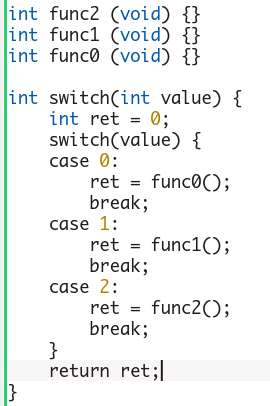 int func2 (void) {}
int func1 (void) {}
int func0 (void) {}

int switch(int value) {
    int ret = 0;
    switch(value) {
    case 0:
        ret = func0();
        break;
    case 1:
        ret = func1();
        break;
    case 2:
        ret = func2();
        break;
    }
    return ret;
}